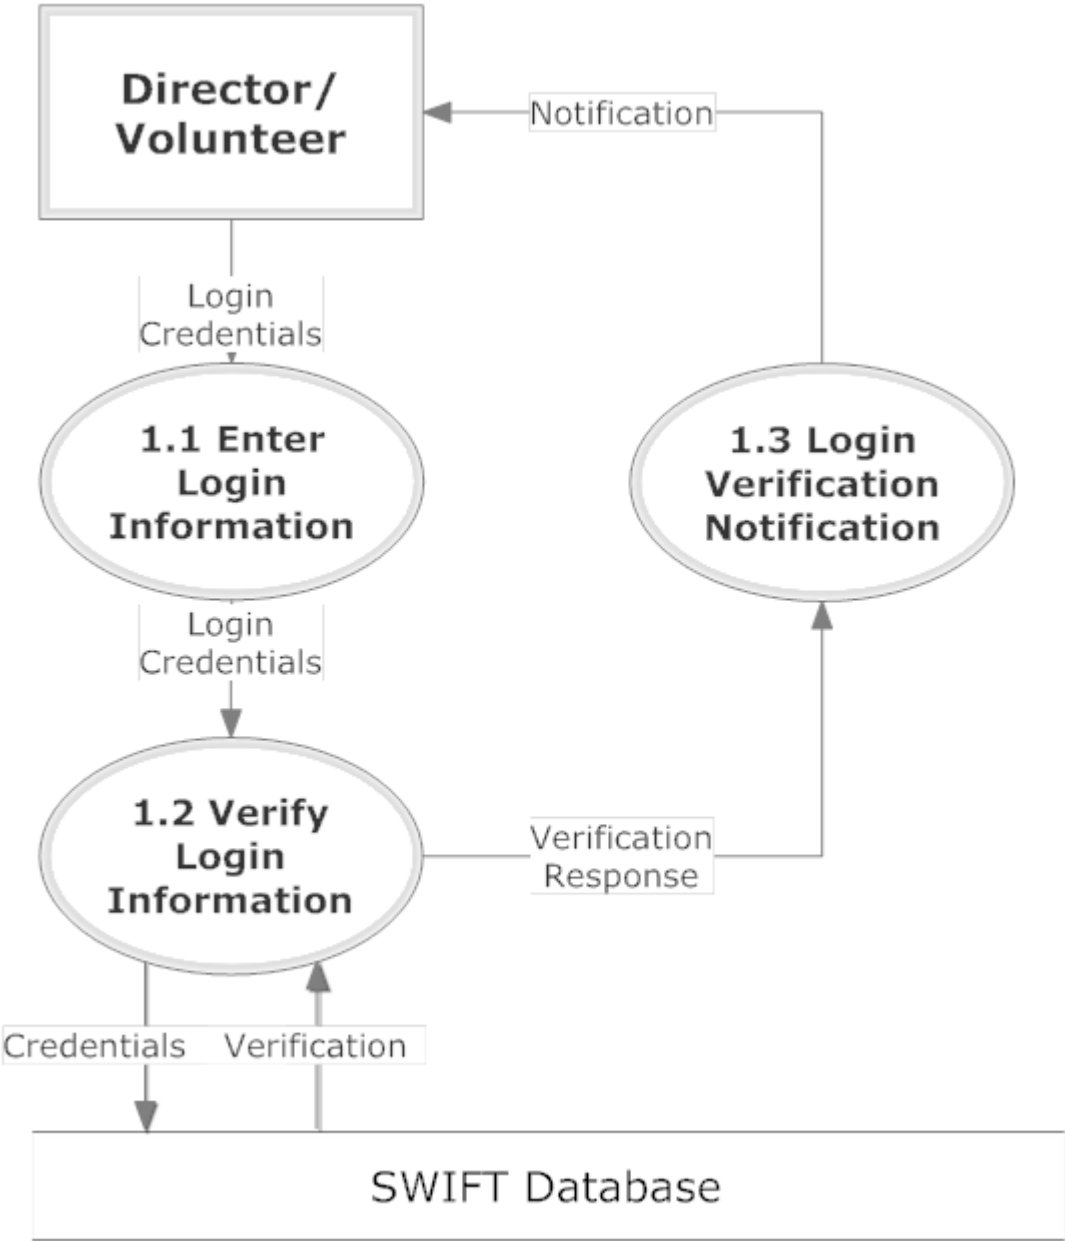 Director/
Volunteer
Notification
Login
Credentials
1.1 Enter
Login
Information
1.3 Login
Verification
Notification
Login
Credentials
1.2 Verify
Login
Information
Verification
Response
Credentials
Verification
SWIFT Database